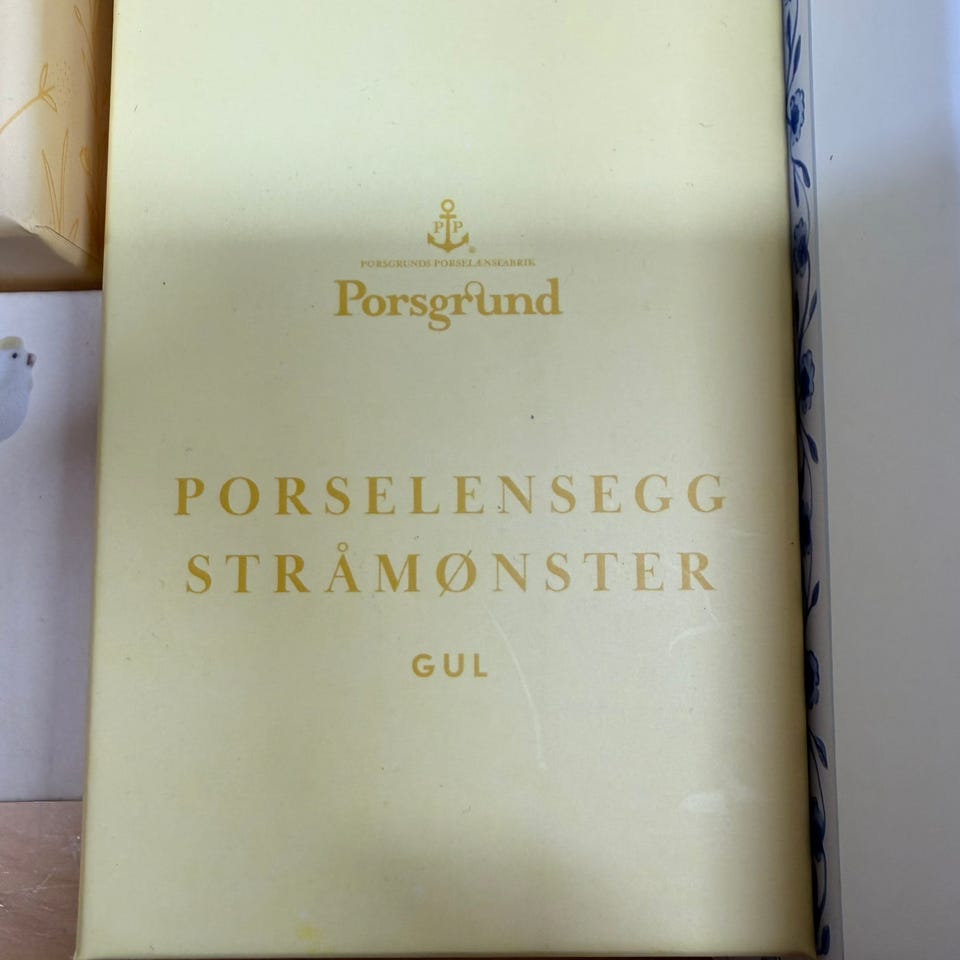 PP
PORSGRUNDS PORSELÆNSFABRIK
Porsgrund
PORSELENSEGG
STRÅMØNSTER
GUL